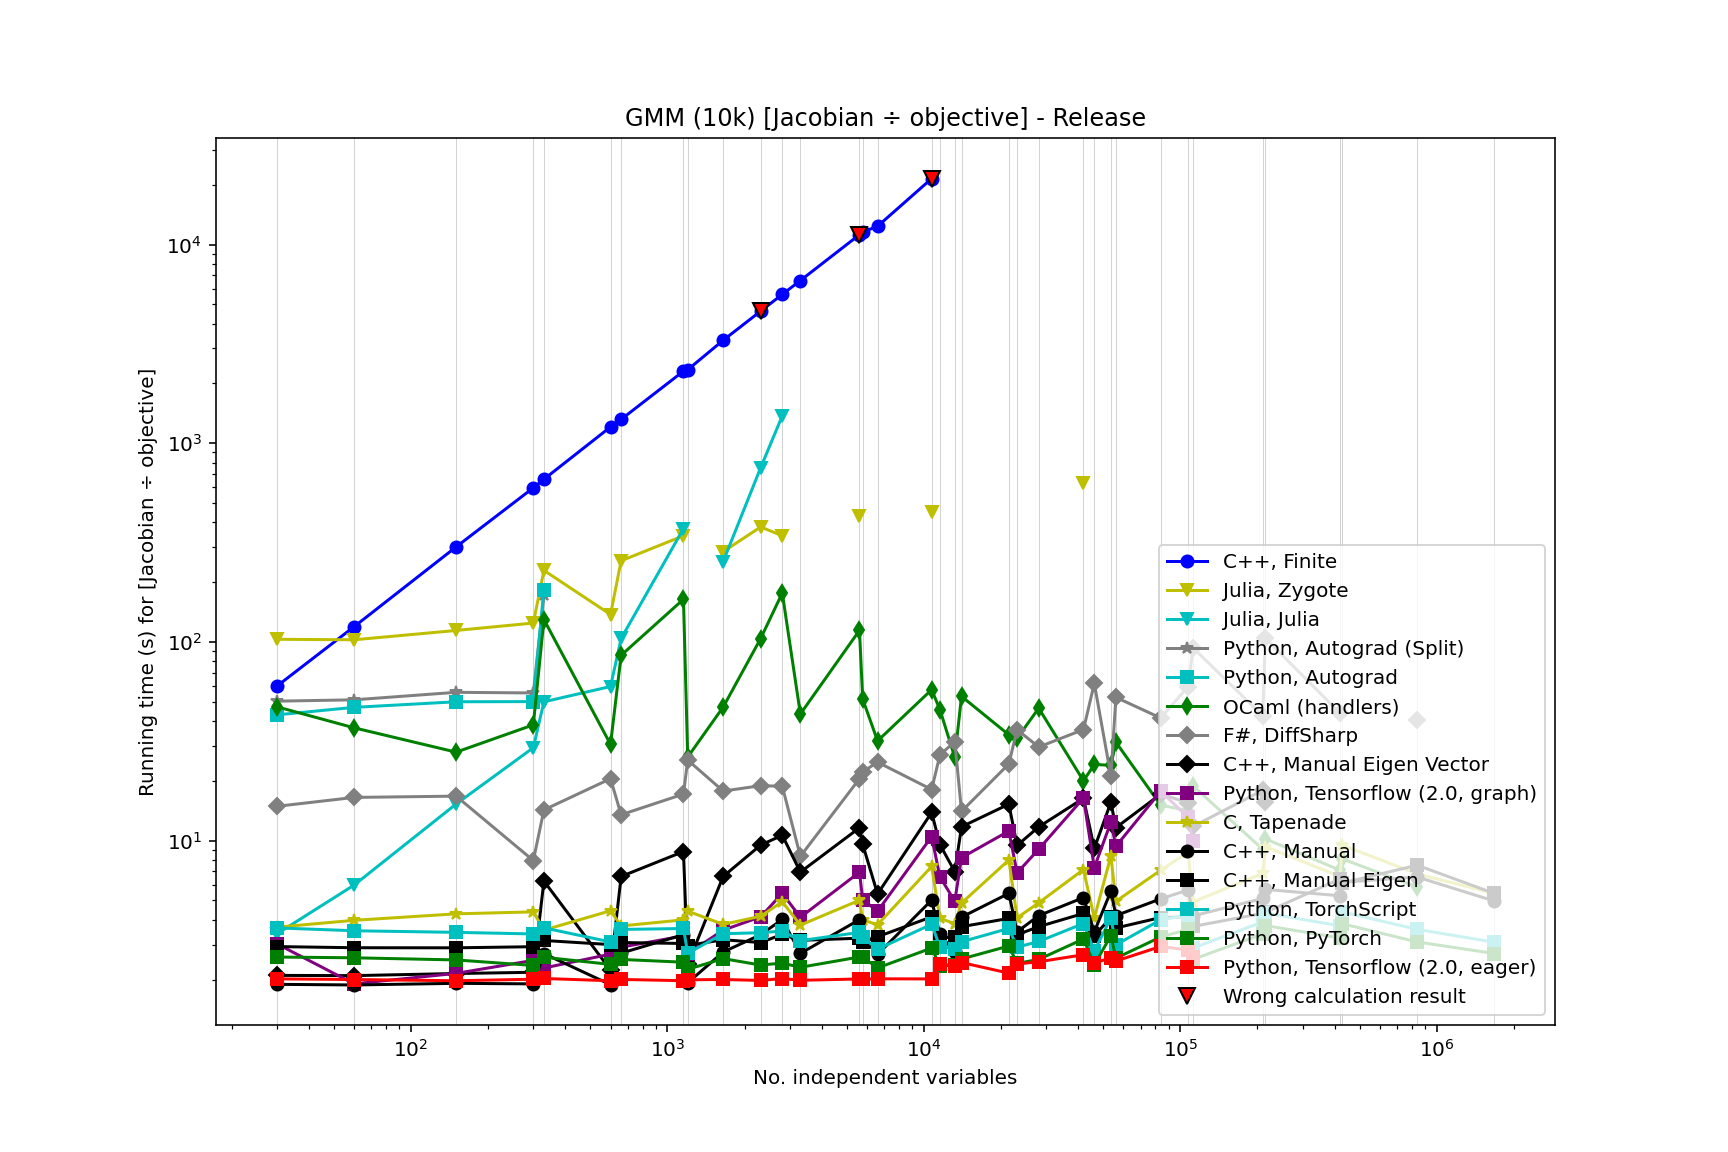 GMM (10k) [Jacobian ÷ objective] - Release
Running time (s) for [Jacobian ÷ objective]
10⁴
10³
10²
10¹
C++, Finite
Julia, Zygote
Julia, Julia
Python, Autograd (Split)
Python, Autograd
OCaml (handlers)
F#, DiffSharp
C++, Manual Eigen Vector
Python, Tensorflow (2.0, graph)
C, Tapenade
C++, Manual
C++, Manual Eigen
Python, TorchScript
Python, PyTorch
Python, Tensorflow (2.0, eager)
Wrong calculation result
10² 10³ 10⁴ 10⁵ 10⁶
No. independent variables